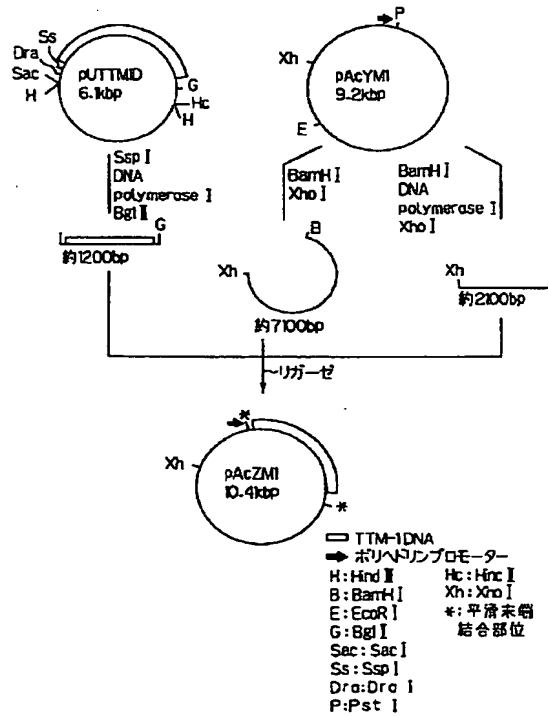 Ss
Dra
Sac
H
pUTTMID
6.1kbp
G
Hc
H
P
Xh
pAcYM1
9.2kbp
E
Ssp I
DNA
polymerase I
Bgl II
G
約1200bp
BamH I
Xho I
B
Xh
約7100bp
BamH I
DNA
polymerase I
Xho I
Xh
約2100bp
リガーゼ
*
Xh
pAcZM1
10.4kbp
*
TTM-1DNA
ポリヘドリンプロモーター
H:Hind III
Hc:Hinc II
B:BamH I
Xh:Xho I
E:EcoR I
*:平滑末端
結合部位
G:Bgl II
Sac:Sac I
Ss:Ssp I
Dra:Dra I
P:Pst I